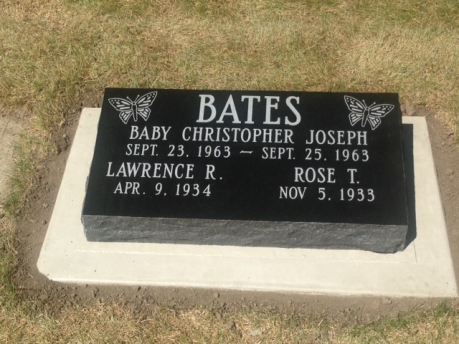 BATES
BABY CHRISTOPHER JOSEPH
SEPT. 23, 1963 ~ SEPT. 25, 1963
LAWRENCE R. ROSE T.
APR. 9, 1934 NOV 5, 1933